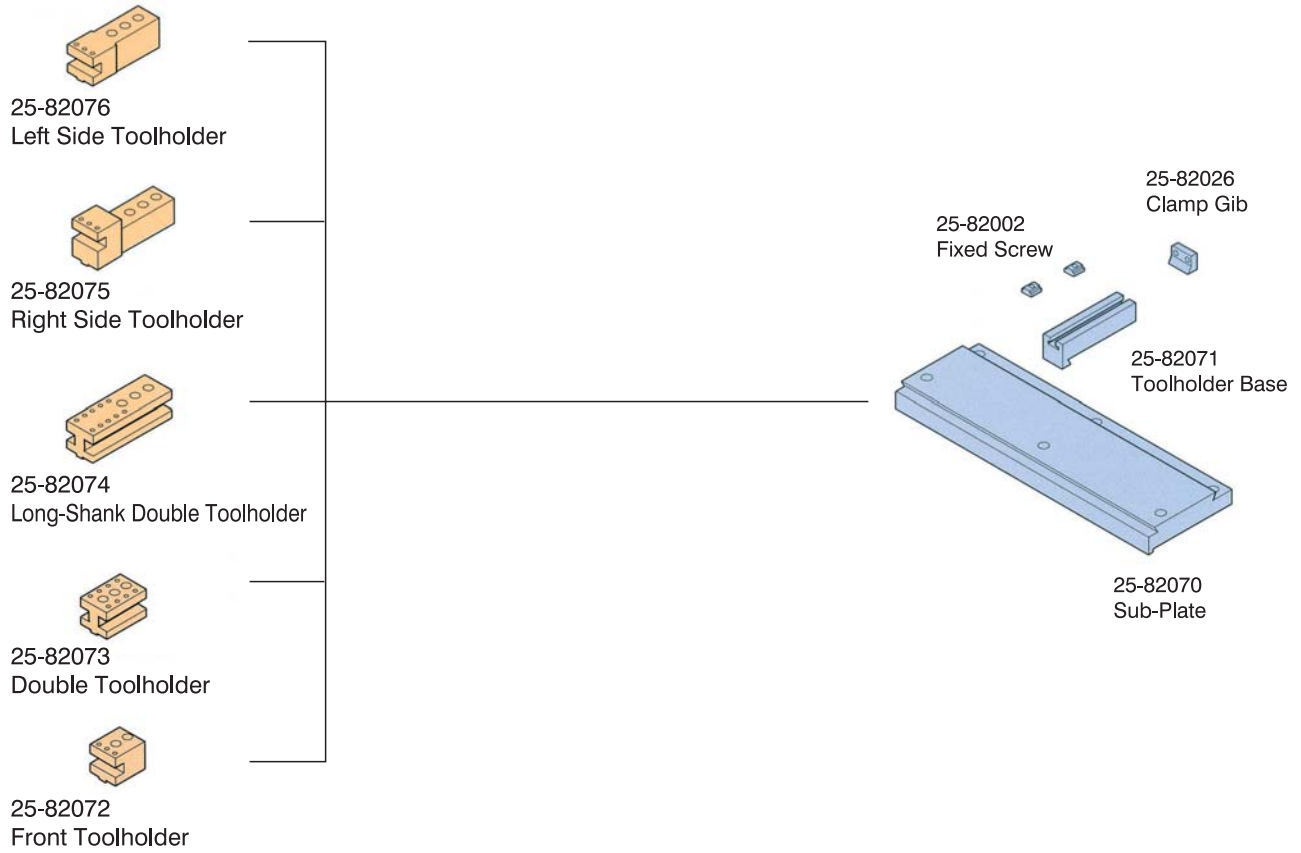 25-82076
Left Side Toolholder
25-82075
Right Side Toolholder
25-82074
Long-Shank Double Toolholder
25-82073
Double Toolholder
25-82072
Front Toolholder
25-82026
Clamp Gib
25-82002
Fixed Screw
25-82071
Toolholder Base
25-82070
Sub-Plate